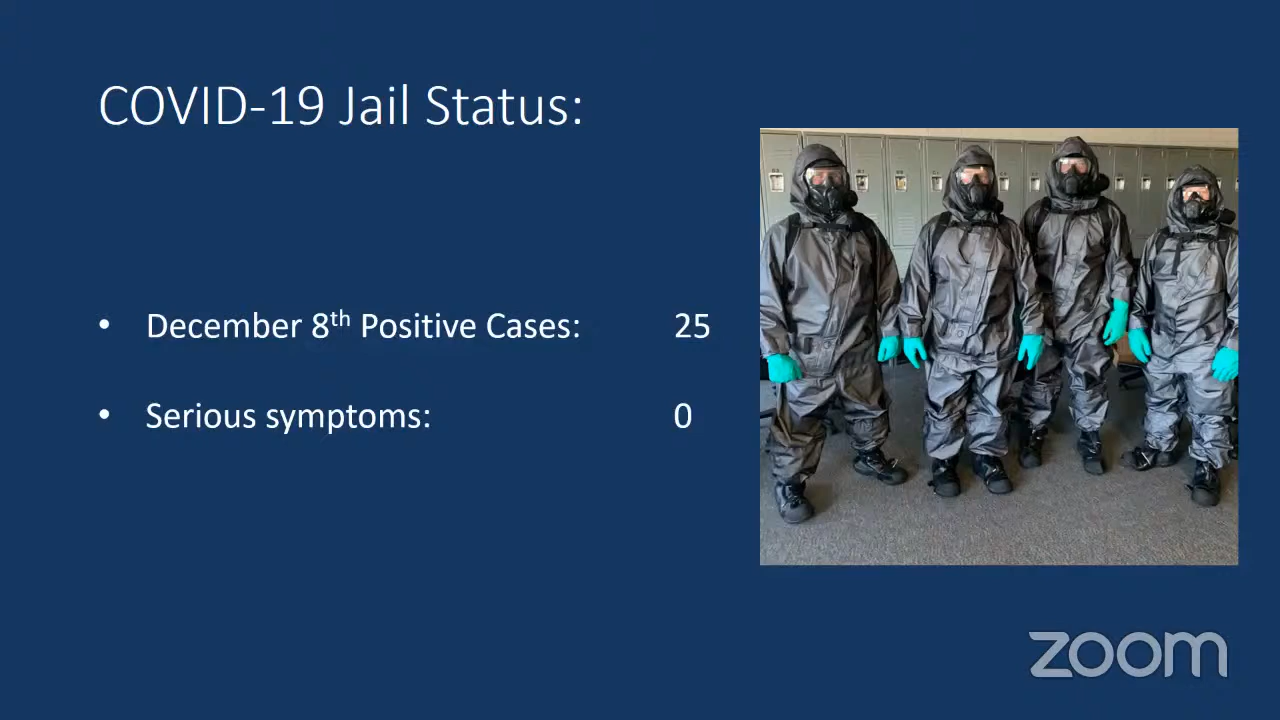 COVID-19 Jail Status:
• December 8th Positive Cases: 25
• Serious symptoms: 0
zoom